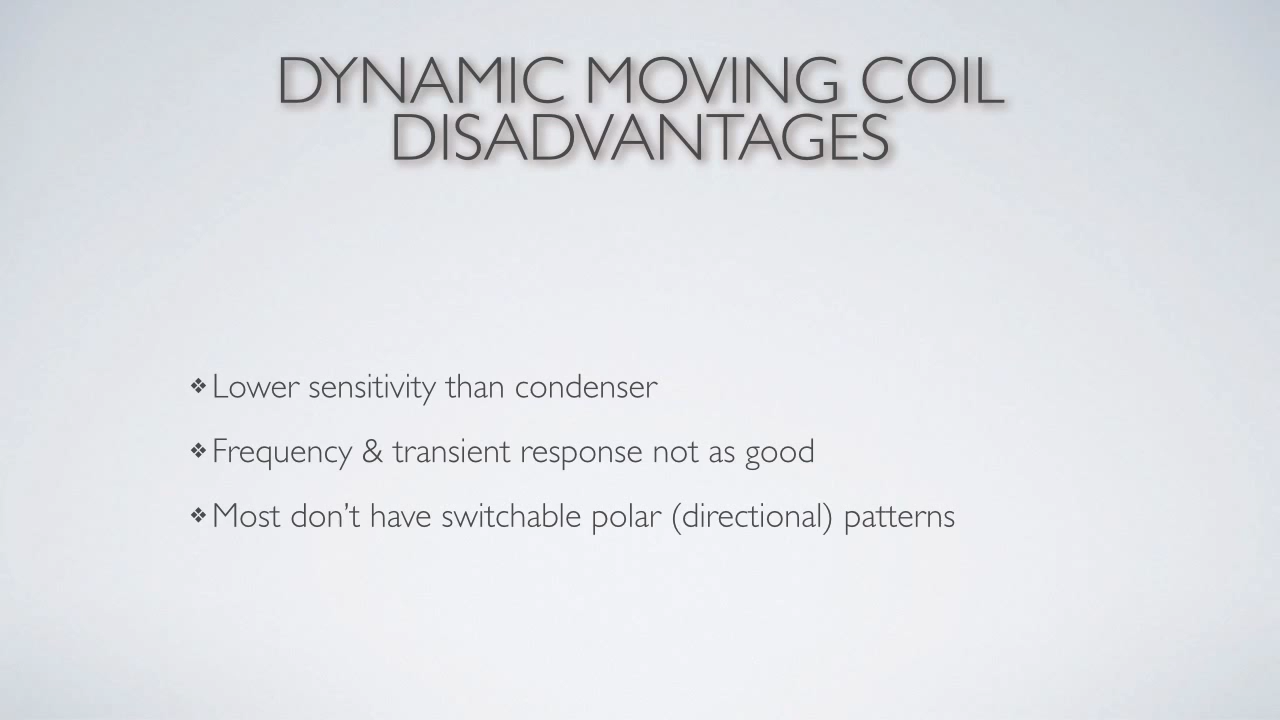 DYNAMIC MOVING COIL
DISADVANTAGES
❖ Lower sensitivity than condenser
❖ Frequency & transient response not as good
❖ Most don’t have switchable polar (directional) patterns